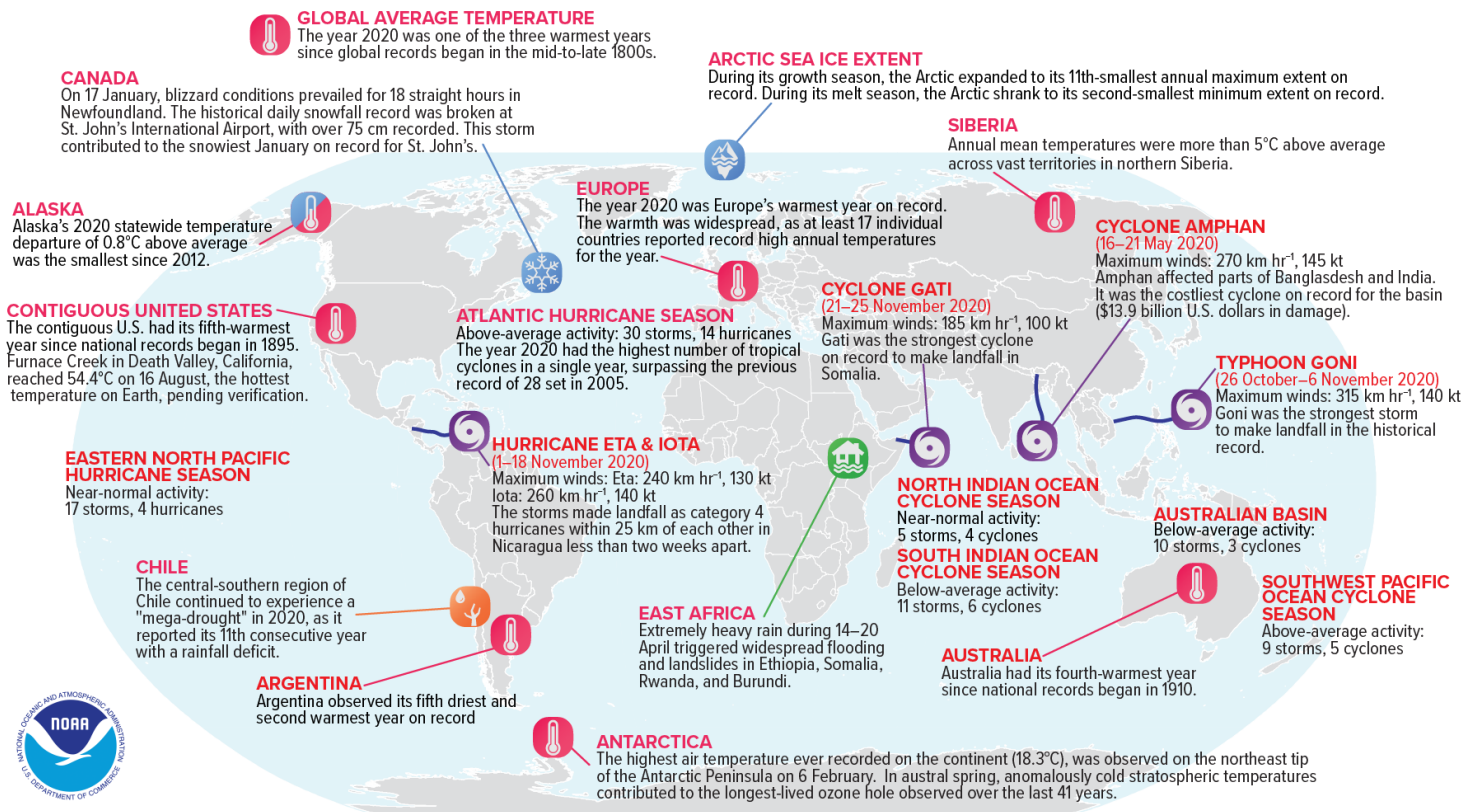 GLOBAL AVERAGE TEMPERATURE
The year 2020 was one of the three warmest years
since global records began in the mid-to-late 1800s.
CANADA
On 17 January, blizzard conditions prevailed for 18 straight hours in
Newfoundland. The historical daily snowfall record was broken at
St. John's International Airport, with over 75 cm recorded. This storm
contributed to the snowiest January on record for St. John's.
ARCTIC SEA ICE EXTENT
During its growth season, the Arctic expanded to its 11th-smallest annual maximum extent on
record. During its melt season, the Arctic shrank to its second-smallest minimum extent on record.
SIBERIA
Annual mean temperatures were more than 5°C above average
across vast territories in northern Siberia.
ALASKA
Alaska's 2020 statewide temperature
departure of 0.8°C above average
was the smallest since 2012.
EUROPE
The year 2020 was Europe's warmest year on record.
The warmth was widespread, as at least 17 individual
countries reported record high annual temperatures
for the year.
CYCLONE AMPHAN
(16–21 May 2020)
Maximum winds: 270 km hr⁻¹, 145 kt
Amphan affected parts of Banglasdesh and India.
It was the costliest cyclone on record for the basin
($13.9 billion U.S. dollars in damage).
CONTIGUOUS UNITED STATES
The contiguous U.S. had its fifth-warmest
year since national records began in 1895.
Furnace Creek in Death Valley, California,
reached 54.4°C on 16 August, the hottest
temperature on Earth, pending verification.
ATLANTIC HURRICANE SEASON
Above-average activity: 30 storms, 14 hurricanes
The year 2020 had the highest number of tropical
cyclones in a single year, surpassing the previous
record of 28 set in 2005.
CYCLONE GATI
(21–25 November 2020)
Maximum winds: 185 km hr⁻¹, 100 kt
Gati was the strongest cyclone
on record to make landfall in
Somalia.
TYPHOON GONI
(26 October–6 November 2020)
Maximum winds: 315 km hr⁻¹, 140 kt
Goni was the strongest storm
to make landfall in the historical
record.
EASTERN NORTH PACIFIC
HURRICANE SEASON
Near-normal activity:
17 storms, 4 hurricanes
HURRICANE ETA & IOTA
(1–18 November 2020)
Maximum winds: Eta: 240 km hr⁻¹, 130 kt
Iota: 260 km hr⁻¹, 140 kt
The storms made landfall as category 4
hurricanes within 25 km of each other in
Nicaragua less than two weeks apart.
NORTH INDIAN OCEAN
CYCLONE SEASON
Near-normal activity:
5 storms, 4 cyclones
SOUTH INDIAN OCEAN
CYCLONE SEASON
Below-average activity:
11 storms, 6 cyclones
AUSTRALIAN BASIN
Below-average activity:
10 storms, 3 cyclones
SOUTHWEST PACIFIC
OCEAN CYCLONE
SEASON
Above-average activity:
9 storms, 5 cyclones
CHILE
The central-southern region of
Chile continued to experience a
"mega-drought" in 2020, as it
reported its 11th consecutive year
with a rainfall deficit.
EAST AFRICA
Extremely heavy rain during 14–20
April triggered widespread flooding
and landslides in Ethiopia, Somalia,
Rwanda, and Burundi.
AUSTRALIA
Australia had its fourth-warmest year
since national records began in 1910.
ARGENTINA
Argentina observed its fifth driest and
second warmest year on record
ANTARCTICA
The highest air temperature ever recorded on the continent (18.3°C), was observed on the northeast tip
of the Antarctic Peninsula on 6 February. In austral spring, anomalously cold stratospheric temperatures
contributed to the longest-lived ozone hole observed over the last 41 years.
NATIONAL OCEANIC AND ATMOSPHERIC ADMINISTRATION
NOAA
U.S. DEPARTMENT OF COMMERCE